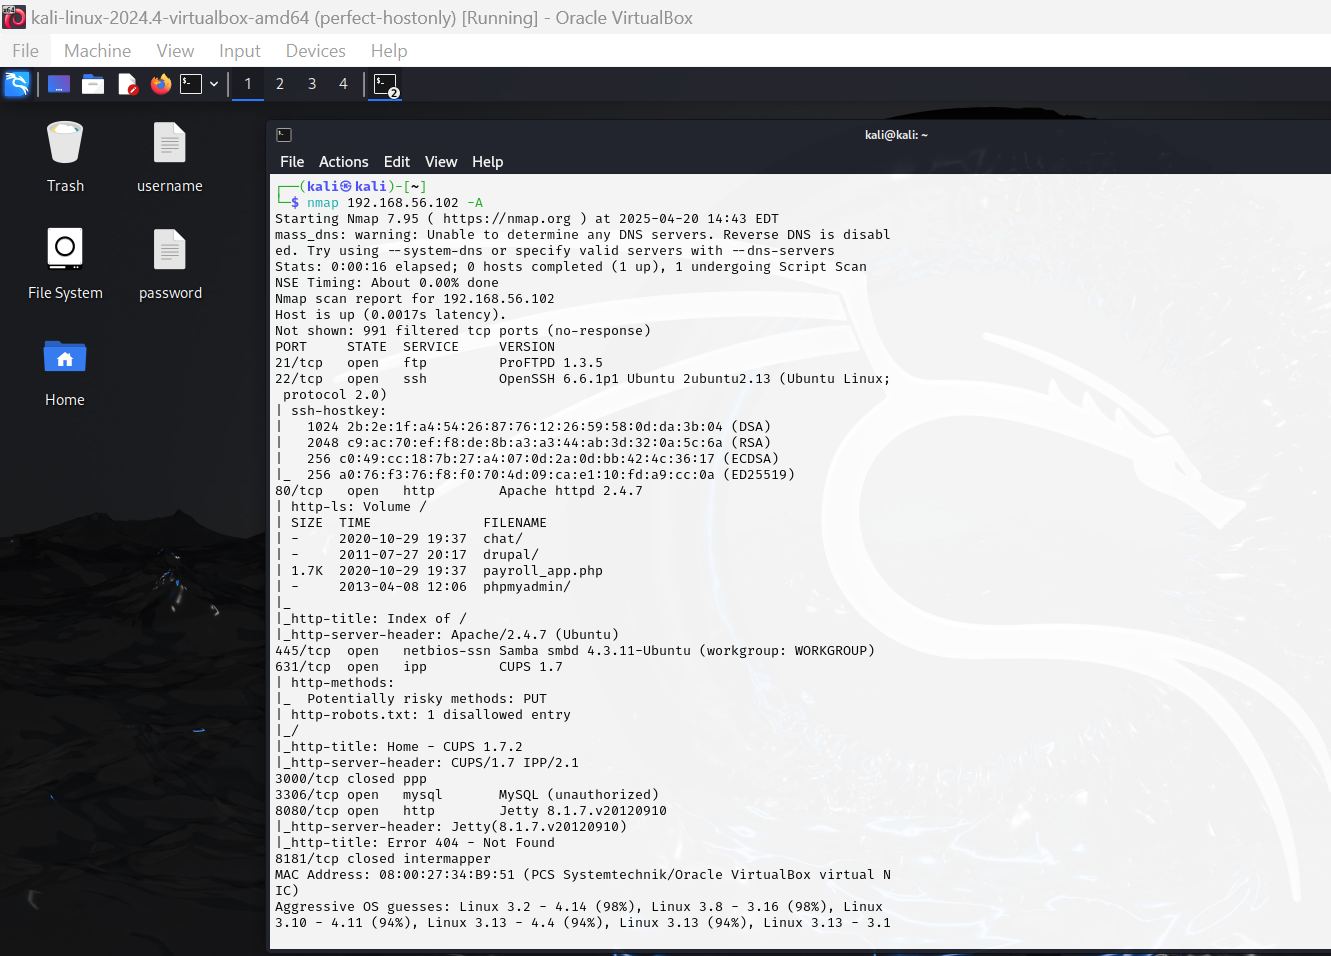 kali-linux-2024.4-virtualbox-amd64 (perfect-hostonly) [Running] - Oracle VirtualBox
File Machine View Input Devices Help
1 2 3 4 2
Trash
username
File System
password
Home
kali@kali: ~
File Actions Edit View Help
┌──(kali㉿kali)-[~]
└─$ nmap 192.168.56.102 -A
Starting Nmap 7.95 ( https://nmap.org ) at 2025-04-20 14:43 EDT
mass_dns: warning: Unable to determine any DNS servers. Reverse DNS is disabl
ed. Try using --system-dns or specify valid servers with --dns-servers
Stats: 0:00:16 elapsed; 0 hosts completed (1 up), 1 undergoing Script Scan
NSE Timing: About 0.00% done
Nmap scan report for 192.168.56.102
Host is up (0.0017s latency).
Not shown: 991 filtered tcp ports (no-response)
PORT     STATE  SERVICE     VERSION
21/tcp   open   ftp         ProFTPD 1.3.5
22/tcp   open   ssh         OpenSSH 6.6.1p1 Ubuntu 2ubuntu2.13 (Ubuntu Linux;
 protocol 2.0)
| ssh-hostkey:
|   1024 2b:2e:1f:a4:54:26:87:76:12:26:59:58:0d:da:3b:04 (DSA)
|   2048 c9:ac:70:ef:f8:de:8b:a3:a3:44:ab:3d:32:0a:5c:6a (RSA)
|   256 c0:49:cc:18:7b:27:a4:07:0d:2a:0d:bb:42:4c:36:17 (ECDSA)
|_  256 a0:76:f3:76:f8:f0:70:4d:09:ca:e1:10:fd:a9:cc:0a (ED25519)
80/tcp   open   http        Apache httpd 2.4.7
| http-ls: Volume /
| SIZE  TIME              FILENAME
| -     2020-10-29 19:37  chat/
| -     2011-07-27 20:17  drupal/
| 1.7K  2020-10-29 19:37  payroll_app.php
| -     2013-04-08 12:06  phpmyadmin/
|_
|_http-title: Index of /
|_http-server-header: Apache/2.4.7 (Ubuntu)
445/tcp  open   netbios-ssn Samba smbd 4.3.11-Ubuntu (workgroup: WORKGROUP)
631/tcp  open   ipp         CUPS 1.7
| http-methods:
|_  Potentially risky methods: PUT
| http-robots.txt: 1 disallowed entry
|_/
|_http-title: Home - CUPS 1.7.2
|_http-server-header: CUPS/1.7 IPP/2.1
3000/tcp closed ppp
3306/tcp open   mysql       MySQL (unauthorized)
8080/tcp open   http        Jetty 8.1.7.v20120910
|_http-server-header: Jetty(8.1.7.v20120910)
|_http-title: Error 404 - Not Found
8181/tcp closed intermapper
MAC Address: 08:00:27:34:B9:51 (PCS Systemtechnik/Oracle VirtualBox virtual N
IC)
Aggressive OS guesses: Linux 3.2 - 4.14 (98%), Linux 3.8 - 3.16 (98%), Linux
3.10 - 4.11 (94%), Linux 3.13 - 4.4 (94%), Linux 3.13 (94%), Linux 3.13 - 3.1